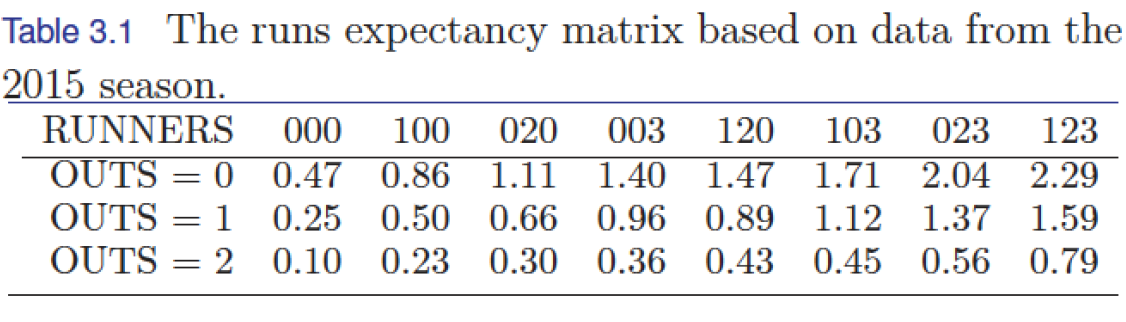 Table 3.1 The runs expectancy matrix based on data from the
2015 season.
RUNNERS 000 100 020 003 120 103 023 123
OUTS = 0 0.47 0.86 1.11 1.40 1.47 1.71 2.04 2.29
OUTS = 1 0.25 0.50 0.66 0.96 0.89 1.12 1.37 1.59
OUTS = 2 0.10 0.23 0.30 0.36 0.43 0.45 0.56 0.79